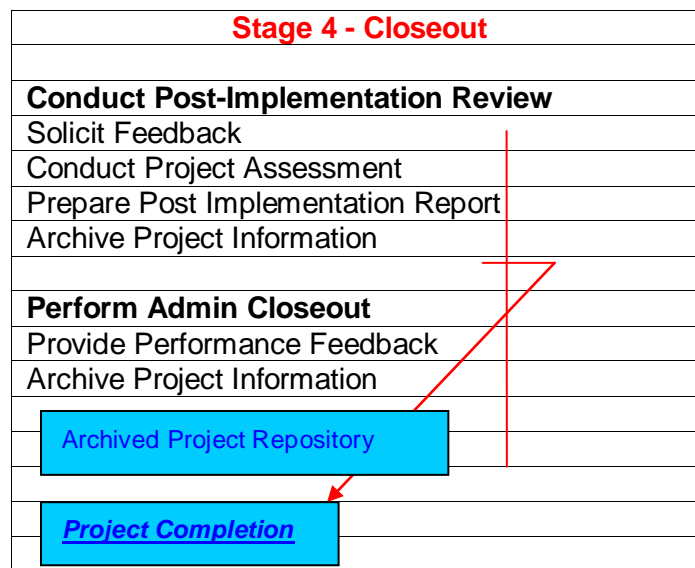 Stage 4 - Closeout
Conduct Post-Implementation Review
Solicit Feedback
Conduct Project Assessment
Prepare Post Implementation Report
Archive Project Information
Perform Admin Closeout
Provide Performance Feedback
Archive Project Information
Archived Project Repository
Project Completion